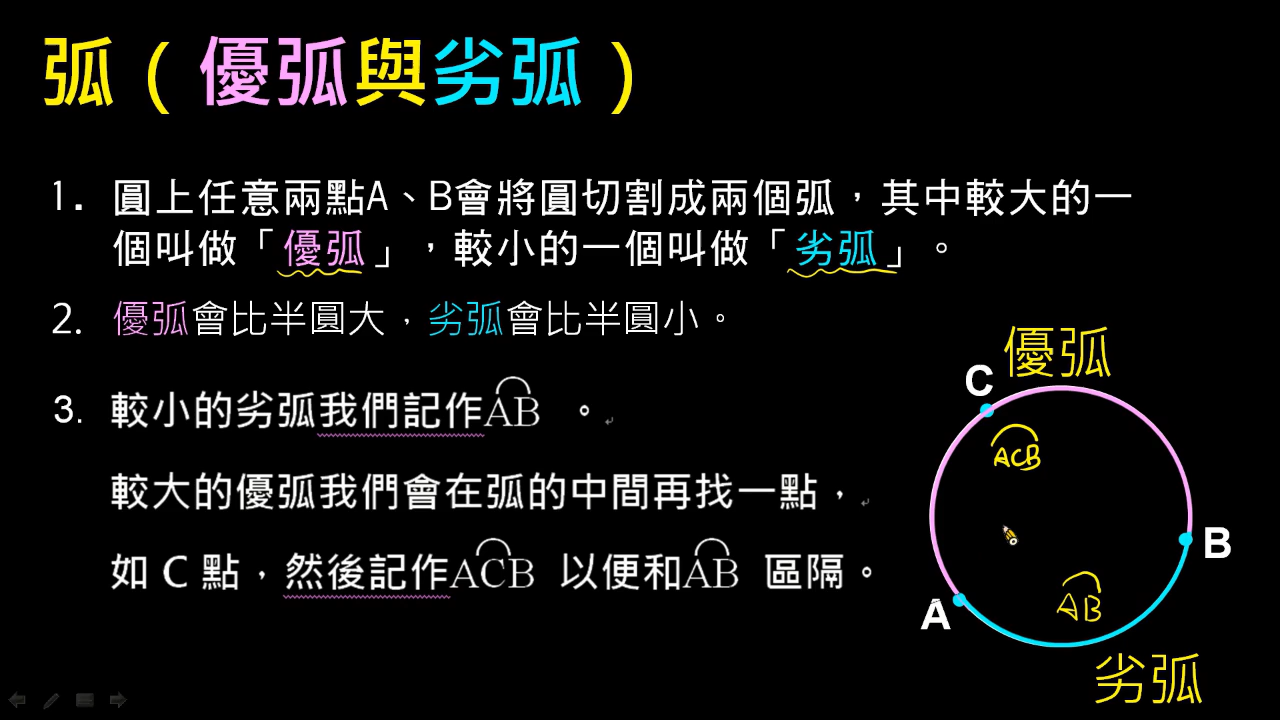 弧（優弧與劣弧）
1. 圓上任意兩點A、B會將圓切割成兩個弧，其中較大的一
個叫做「優弧」，較小的一個叫做「劣弧」。
2. 優弧會比半圓大，劣弧會比半圓小。
3. 較小的劣弧我們記作AB 。
較大的優弧我們會在弧的中間再找一點，
如 C 點，然後記作ACB 以便和AB 區隔。
優弧
C
ACB
B
A
AB
劣弧